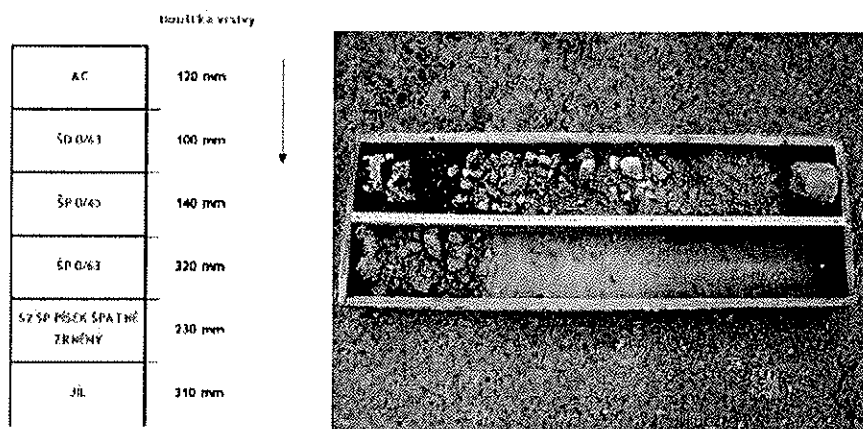 tloušťka vrstvy
AC
120 mm
ŠD 0/63
100 mm
ŠP 0/45
140 mm
ŠP 0/63
320 mm
S2 SP PÍSEK ŠPATNĚ
ZRNĚNÝ
230 mm
JÍL
310 mm